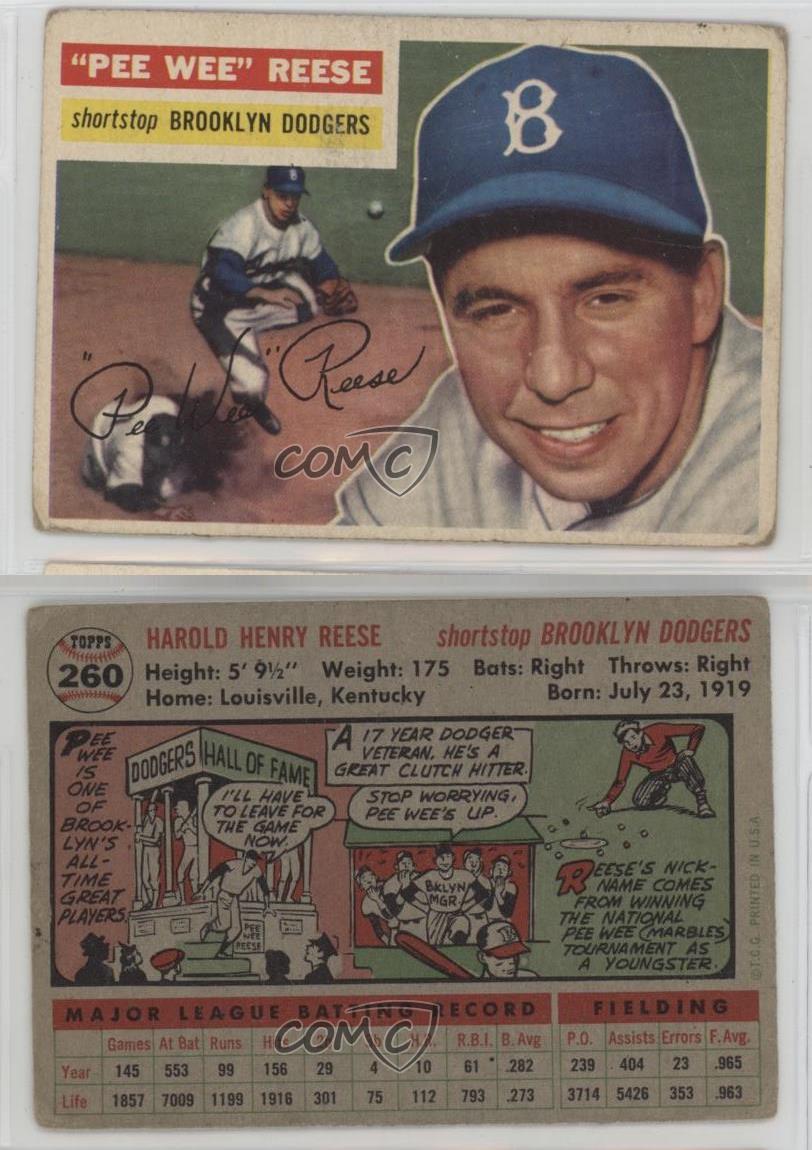 "PEE WEE" REESE
shortstop BROOKLYN DODGERS
B
"Pee Wee" Reese
COMC
TOPPS
260
HAROLD HENRY REESE shortstop BROOKLYN DODGERS
Height: 5' 9½" Weight: 175 Bats: Right Throws: Right
Home: Louisville, Kentucky Born: July 23, 1919
PEE
WEE
IS
ONE
OF
BROOK-
LYN'S
ALL-
TIME
GREAT
PLAYERS.
DODGERS HALL OF FAME
I'LL HAVE
TO LEAVE FOR
THE GAME
NOW.
PEE
WEE
REESE
A 17 YEAR DODGER
VETERAN, HE'S A
GREAT CLUTCH HITTER.
STOP WORRYING,
PEE WEE'S UP.
BKLYN
MGR.
REESE'S NICK-
NAME COMES
FROM WINNING
THE NATIONAL
PEE WEE (MARBLES)
TOURNAMENT AS
A YOUNGSTER.
©T.C.G. PRINTED IN U.S.A.
MAJOR LEAGUE BATTING RECORD FIELDING
Games At Bat Runs Hits 2b 3b H.R. R.B.I. B. Avg P.O. Assists Errors F. Avg.
Year 145 553 99 156 29 4 10 61 .282 239 404 23 .965
Life 1857 7009 1199 1916 301 75 112 793 .273 3714 5426 353 .963
COMC